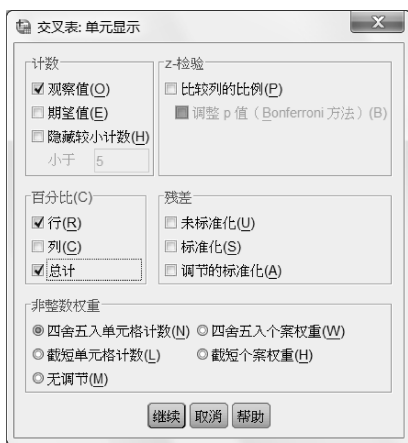 交叉表: 单元显示
计数
观察值(O)
期望值(E)
隐藏较小计数(H)
小于 5
z-检验
比较列的比例(P)
调整 p 值（Bonferroni 方法）(B)
百分比(C)
行(R)
列(C)
总计
残差
未标准化(U)
标准化(S)
调节的标准化(A)
非整数权重
四舍五入单元格计数(N) 四舍五入个案权重(W)
截短单元格计数(L) 截短个案权重(H)
无调节(M)
继续 取消 帮助